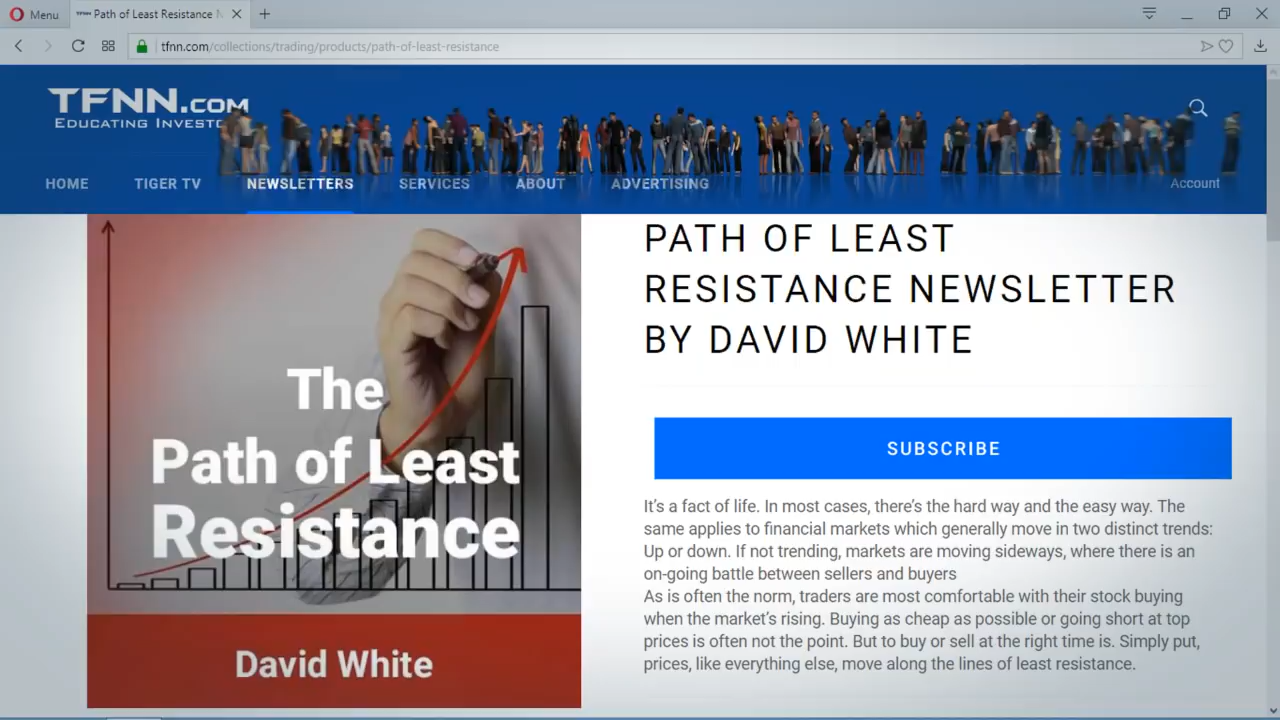 Menu
Path of Least Resistance N
tfnn.com/collections/trading/products/path-of-least-resistance
TFNN.COM
EDUCATING INVESTO
HOME TIGER TV NEWSLETTERS SERVICES ABOUT ADVERTISING Account
The
Path of Least
Resistance
David White
PATH OF LEAST
RESISTANCE NEWSLETTER
BY DAVID WHITE
SUBSCRIBE
It’s a fact of life. In most cases, there’s the hard way and the easy way. The
same applies to financial markets which generally move in two distinct trends:
Up or down. If not trending, markets are moving sideways, where there is an
on-going battle between sellers and buyers
As is often the norm, traders are most comfortable with their stock buying
when the market’s rising. Buying as cheap as possible or going short at top
prices is often not the point. But to buy or sell at the right time is. Simply put,
prices, like everything else, move along the lines of least resistance.